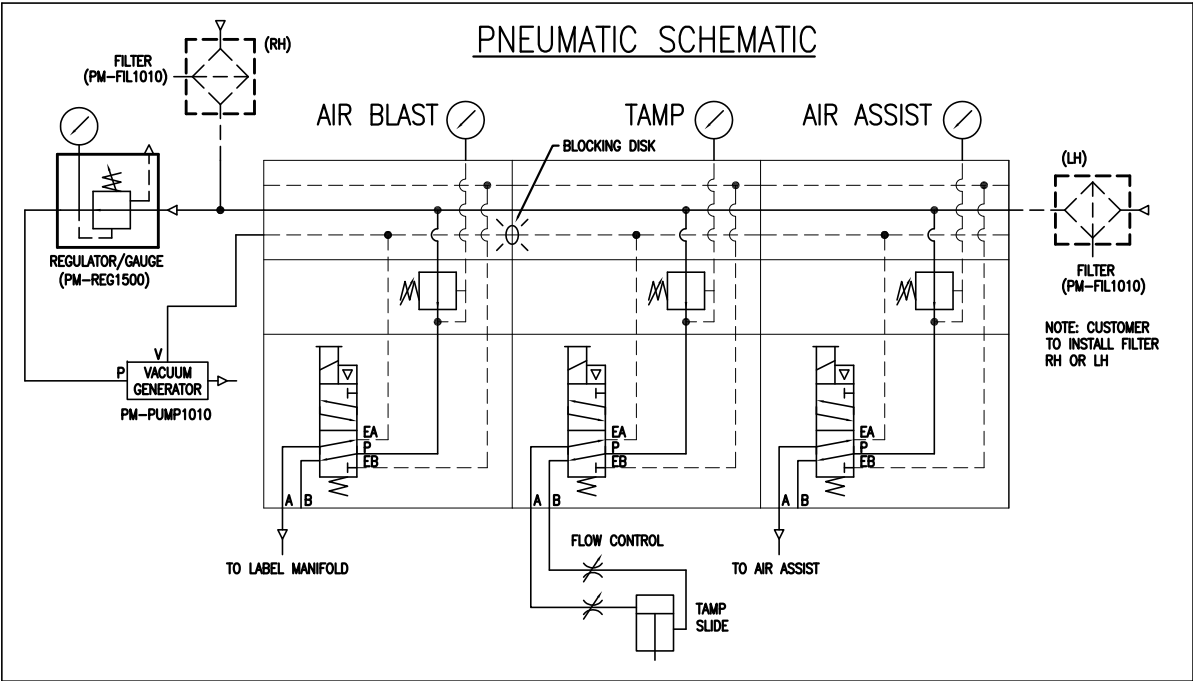 PNEUMATIC SCHEMATIC
(RH)
FILTER
(PM-FIL1010)
AIR BLAST
TAMP
AIR ASSIST
BLOCKING DISK
(LH)
REGULATOR/GAUGE
(PM-REG1500)
FILTER
(PM-FIL1010)
NOTE: CUSTOMER
TO INSTALL FILTER
RH OR LH
V
P
VACUUM
GENERATOR
PM-PUMP1010
EA
P
EB
A B
EA
P
EB
A B
EA
P
EB
A B
TO LABEL MANIFOLD
FLOW CONTROL
TO AIR ASSIST
TAMP
SLIDE